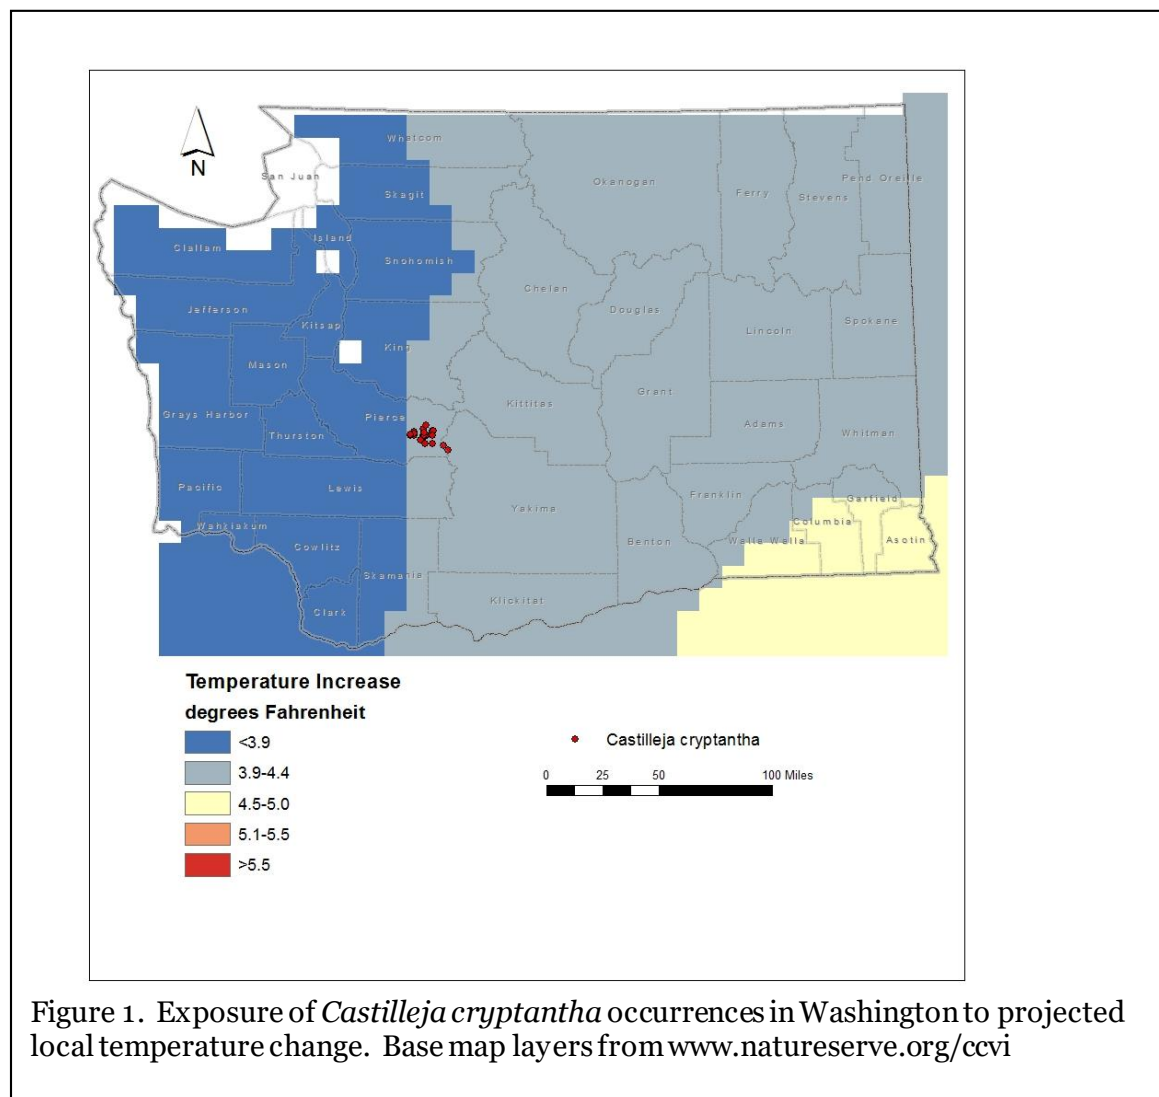 Whatcom
San Juan
Skagit
Okanogan
Ferry
Stevens
Pend Oreille
Island
Clallam
Snohomish
Chelan
Jefferson
Douglas
Kitsap
Lincoln
Spokane
King
Mason
Grant
Kittitas
Grays Harbor
Pierce
Thurston
Adams
Whitman
Pacific
Lewis
Franklin
Garfield
Yakima
Columbia
Wahkiakum
Benton
Walla Walla
Asotin
Cowlitz
Skamania
Klickitat
Clark
N
Temperature Increase
degrees Fahrenheit
<3.9
3.9-4.4
4.5-5.0
5.1-5.5
>5.5
Castilleja cryptantha
0 25 50 100 Miles
Figure 1. Exposure of Castilleja cryptantha occurrences in Washington to projected
local temperature change. Base map layers from www.natureserve.org/ccvi